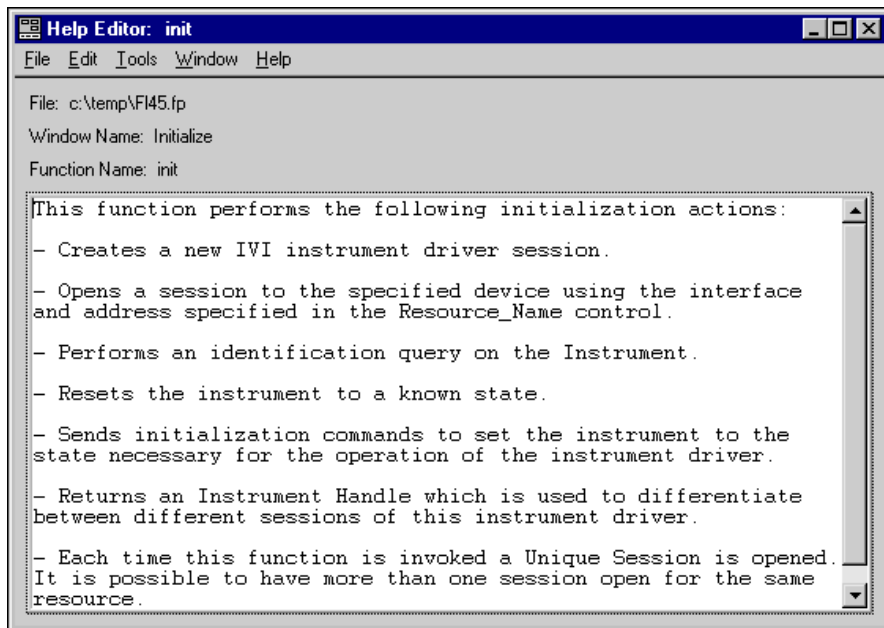 Help Editor: init
File Edit Tools Window Help
File: c:\temp\Fl45.fp
Window Name: Initialize
Function Name: init
This function performs the following initialization actions:
- Creates a new IVI instrument driver session.
- Opens a session to the specified device using the interface
and address specified in the Resource_Name control.
- Performs an identification query on the Instrument.
- Resets the instrument to a known state.
- Sends initialization commands to set the instrument to the
state necessary for the operation of the instrument driver.
- Returns an Instrument Handle which is used to differentiate
between different sessions of this instrument driver.
- Each time this function is invoked a Unique Session is opened.
It is possible to have more than one session open for the same
resource.